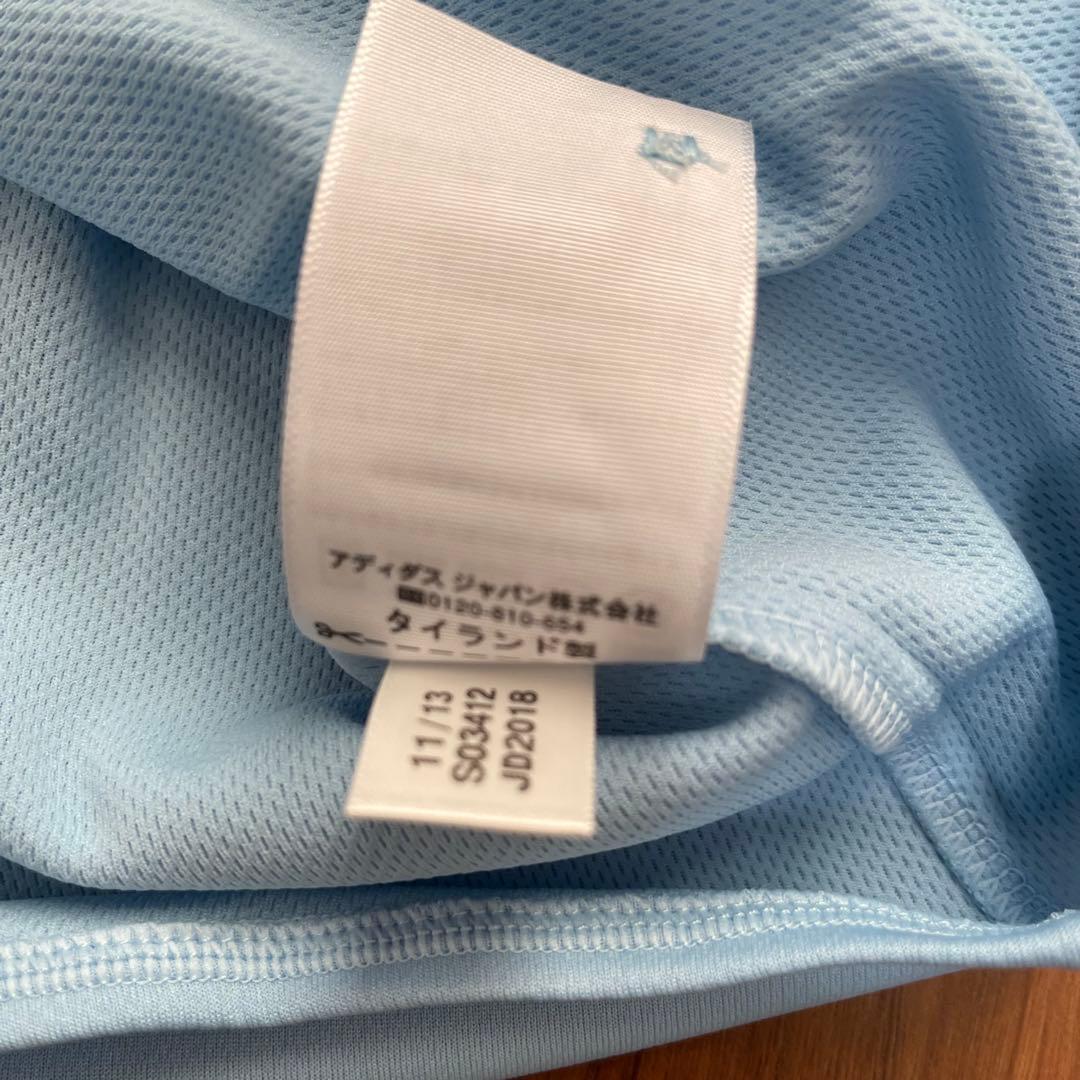 アディダス ジャパン株式会社
0120-810-654
タイランド製
11/13
S03412
JD2018